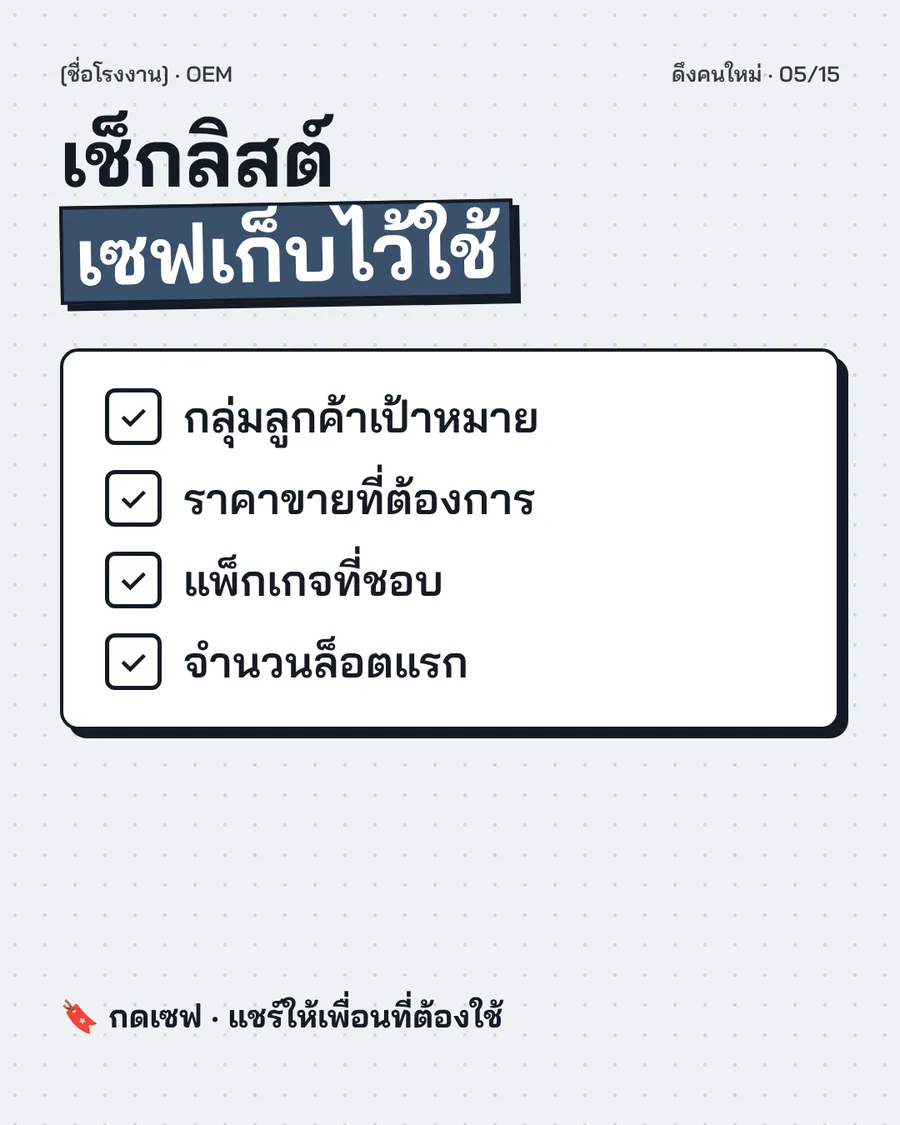 [ชื่อโรงงาน] · OEM
ดึงคนใหม่ · 05/15
เช็กลิสต์
เซฟเก็บไว้ใช้
กลุ่มลูกค้าเป้าหมาย
ราคาขายที่ต้องการ
แพ็กเกจที่ชอบ
จำนวนล็อตแรก
🔖 กดเซฟ · แชร์ให้เพื่อนที่ต้องใช้